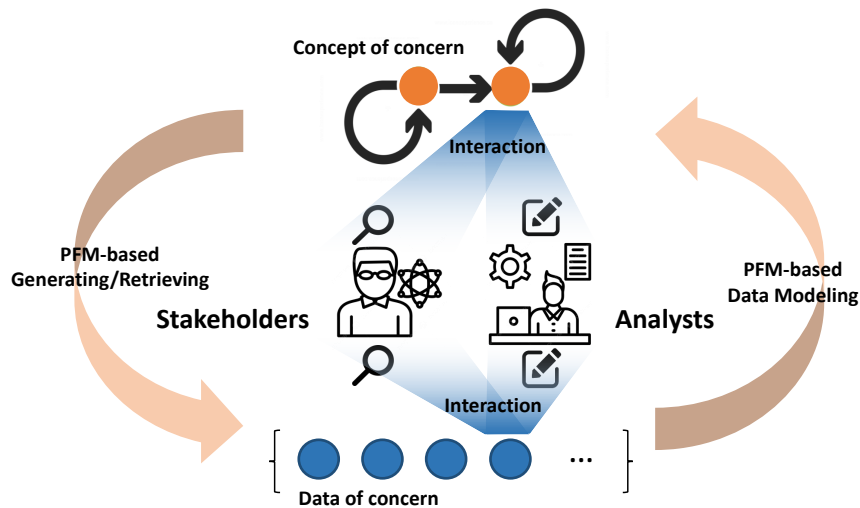 Concept of concern
Interaction
PFM-based
Generating/Retrieving
PFM-based
Data Modeling
Stakeholders
Analysts
Interaction
...
Data of concern